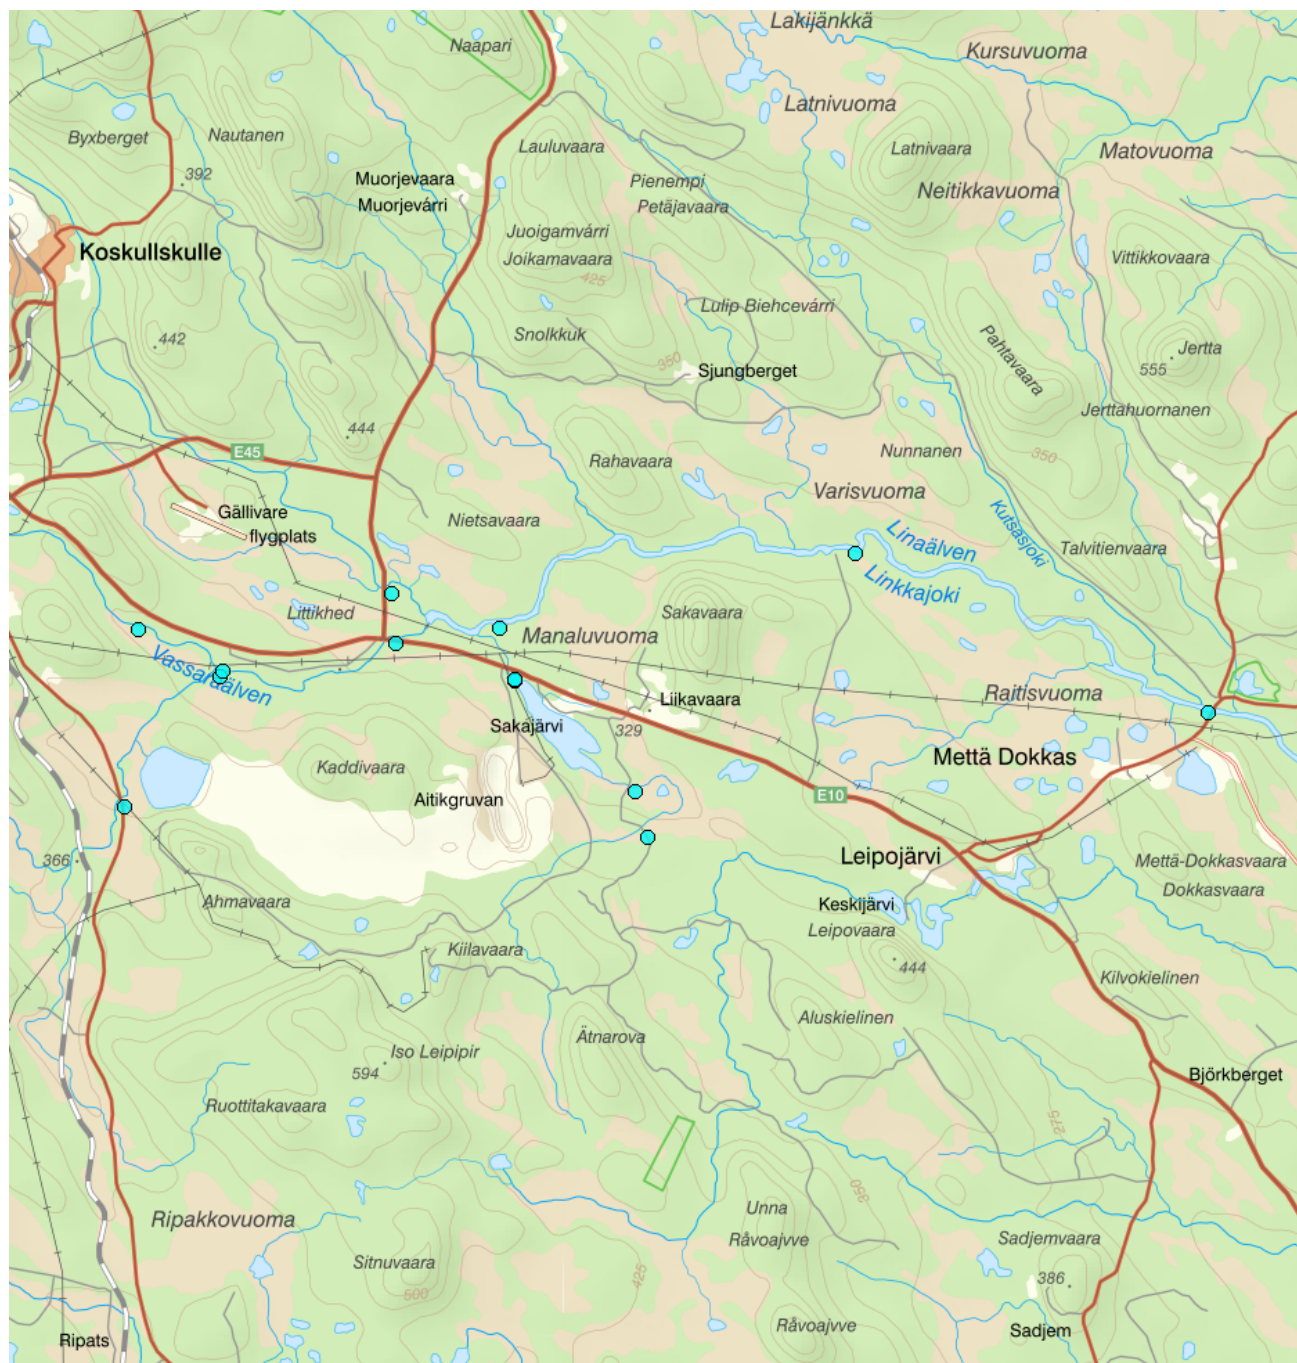 Lakijänkkä
Naapari
Kursuvuoma
Latnivuoma
Byxberget
Nautanen
Lauluvaara
Latnivaara
Matovuoma
392
Muorjevaara
Muorjevárri
Pienempi
Petäjavaara
Neitikkavuoma
Koskullskulle
Juoigamvárri
Joikamavaara
425
Vittikkovaara
Lulip Biehcevárri
Snolkkuk
442
350
Sjungberget
Pahtavaara
Jertta
555
Jerttahuornanen
444
E45
Rahavaara
Nunnanen
350
Varisvuoma
Gällivare
flygplats
Nietsavaara
Kutsasjoki
Linaälven
Talvitienvaara
Linkkajoki
Littikhed
Sakavaara
Manaluvuoma
Vassaraälven
Raitisvuoma
Liikavaara
Sakajärvi
329
Mettä Dokkas
Kaddivaara
Aitikgruvan
E10
366
Leipojärvi
Mettä-Dokkasvaara
Dokkasvaara
Ahmavaara
Keskijärvi
Leipovaara
Kiilavaara
444
Kilvokielinen
Aluskielinen
Ätnarova
Iso Leipipir
594
Björkberget
Ruottitakavaara
275
350
Unna
Råvoajvve
Ripakkovuoma
Sadjemvaara
Sitnuvaara
425
386
500
Råvoajvve
Sadjem
Ripats